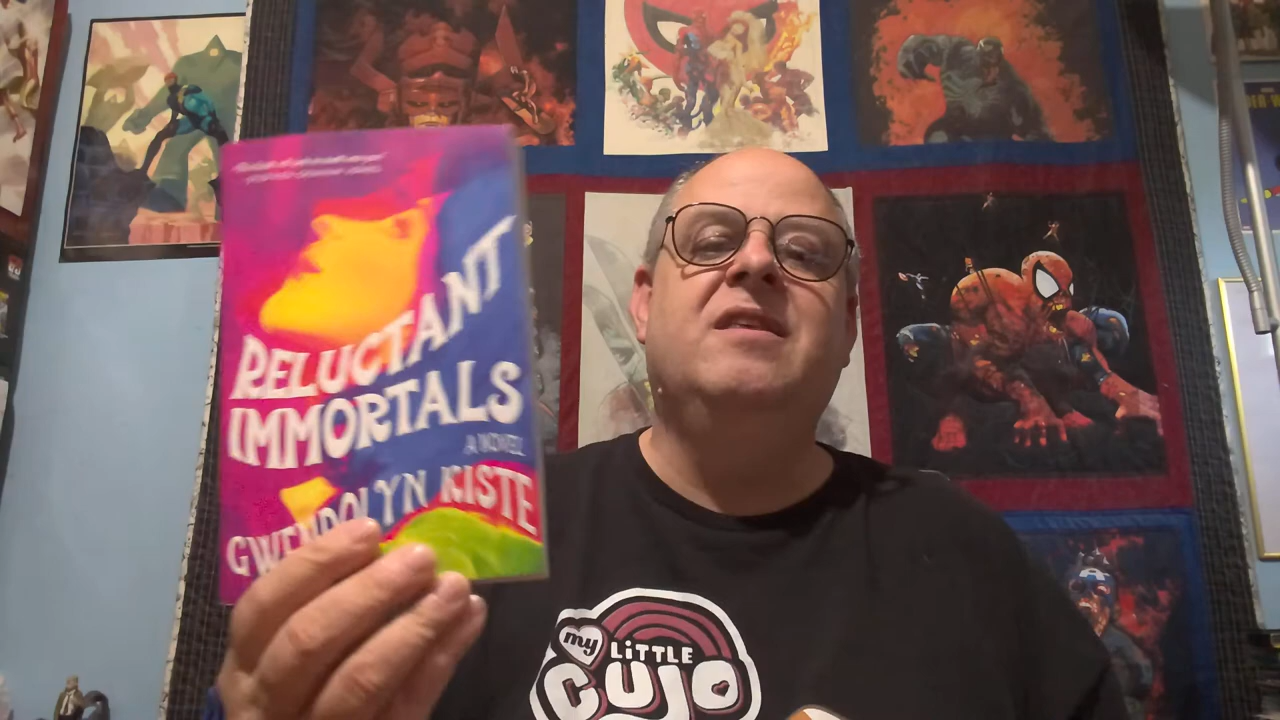 RELUCTANT
IMMORTALS
A NOVEL
GWENDOLYN KISTE
my
LiTTLE
CUJO